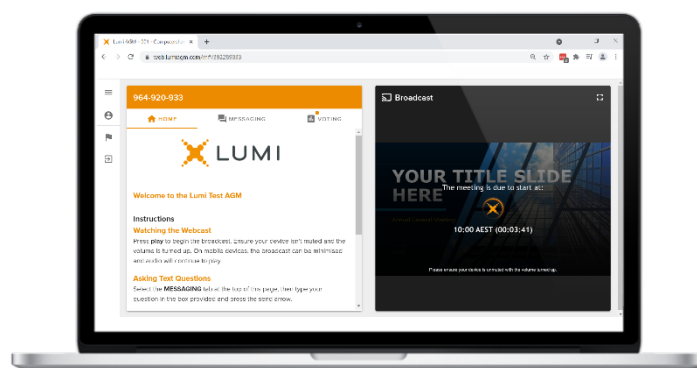 964-920-933
Broadcast
HOME MESSAGING VOTING
LUMI
YOUR TITLE SLIDE
HERE
The meeting is due to start at:
10:00 AEST (00:03:41)
Welcome to the Lumi Test AGM
Instructions
Watching the Webcast
Press play to begin the broadcast. Ensure your device isn't muted and the
volume is turned up. On mobile devices, the broadcast can be minimised
and audio will continue to play.
Please ensure your device is unmuted with the volume turned up.
Asking Text Questions
Select the MESSAGING tab at the top of this page, then type your
question in the box provided and press the send arrow.